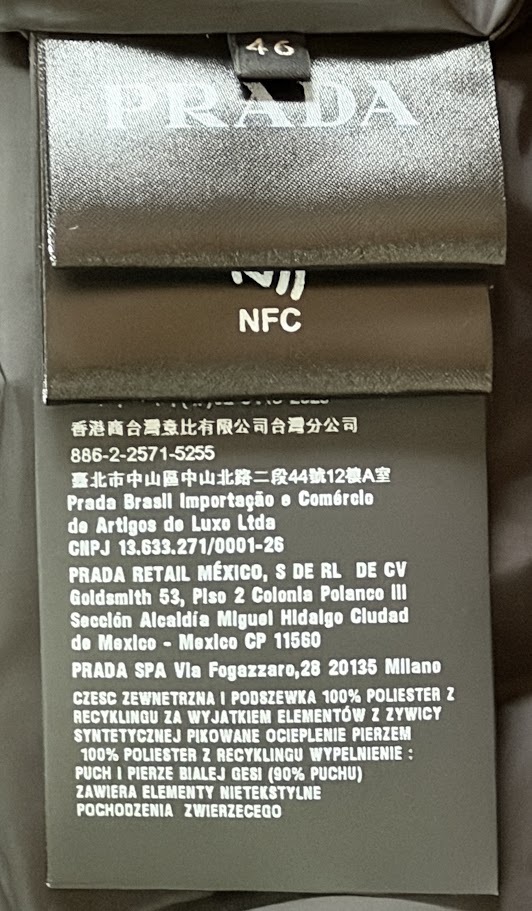 46
PRADA
NFC
香港商台灣意比有限公司台灣分公司
886-2-2571-5255
臺北市中山區中山北路二段44號12樓A室
Prada Brasil Importação e Comércio
de Artigos de Luxo Ltda
CNPJ 13.633.271/0001-26
PRADA RETAIL MÉXICO, S DE RL DE CV
Goldsmith 53, Piso 2 Colonia Polanco III
Sección Alcaldía Miguel Hidalgo Ciudad
de Mexico - Mexico CP 11560
PRADA SPA Via Fogazzaro,28 20135 Milano
CZESC ZEWNETRZNA I PODSZEWKA 100% POLIESTER Z
RECYKLINGU ZA WYJATKIEM ELEMENTÓW Z ZYWICY
SYNTETYCZNEJ PIKOWANE OCIEPLENIE PIERZEM
100% POLIESTER Z RECYKLINGU WYPELNIENIE :
PUCH I PIERZE BIALEJ GESI (90% PUCHU)
ZAWIERA ELEMENTY NIETEKSTYLNE
POCHODZENIA ZWIERZECEGO